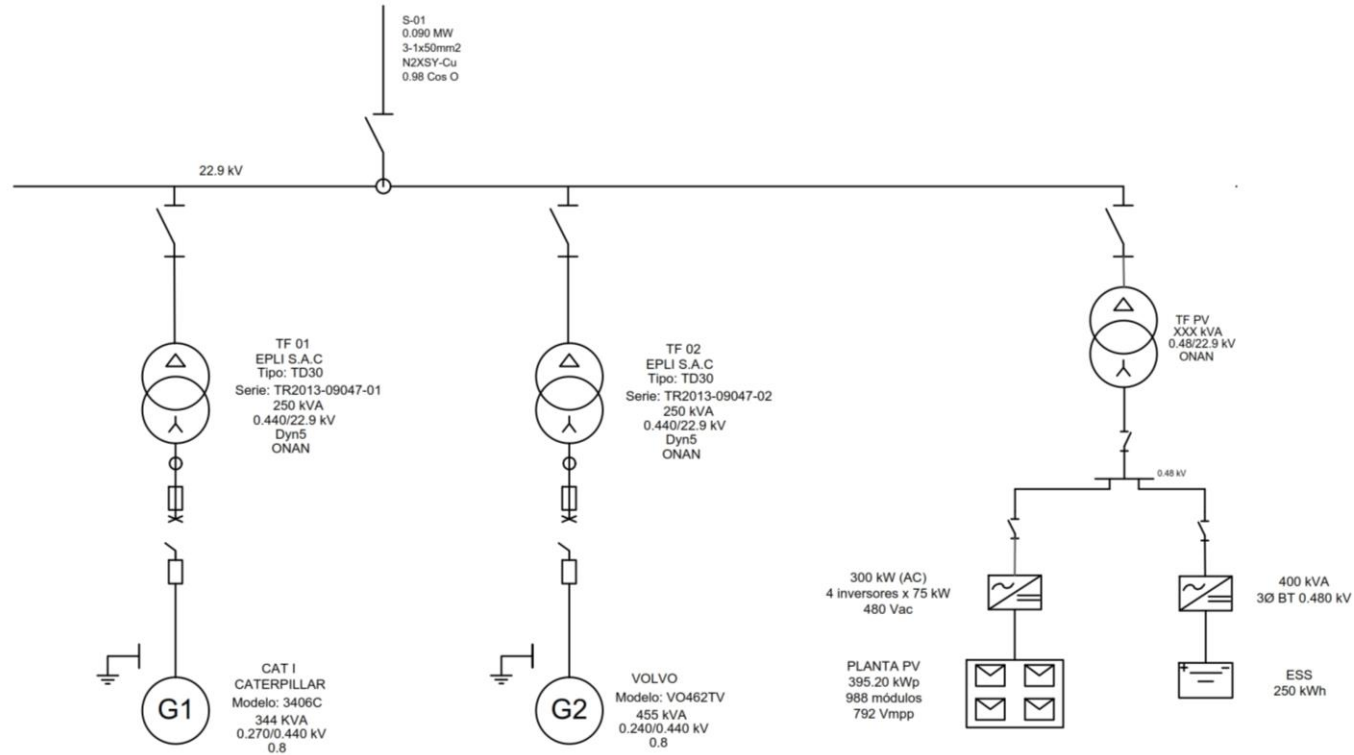 S-01
0.090 MW
3-1x50mm2
N2XSY-Cu
0.98 Cos O
22.9 kV
TF 01
EPLI S.A.C
Tipo: TD30
Serie: TR2013-09047-01
250 kVA
0.440/22.9 kV
Dyn5
ONAN
TF 02
EPLI S.A.C
Tipo: TD30
Serie: TR2013-09047-02
250 kVA
0.440/22.9 kV
Dyn5
ONAN
TF PV
XXX kVA
0.48/22.9 kV
ONAN
0.48 kV
300 kW (AC)
4 inversores x 75 kW
480 Vac
400 kVA
3Ø BT 0.480 kV
G1
CAT I
CATERPILLAR
Modelo: 3406C
344 KVA
0.270/0.440 kV
0.8
G2
VOLVO
Modelo: VO462TV
455 kVA
0.240/0.440 kV
0.8
PLANTA PV
395.20 kWp
988 módulos
792 Vmpp
ESS
250 kWh